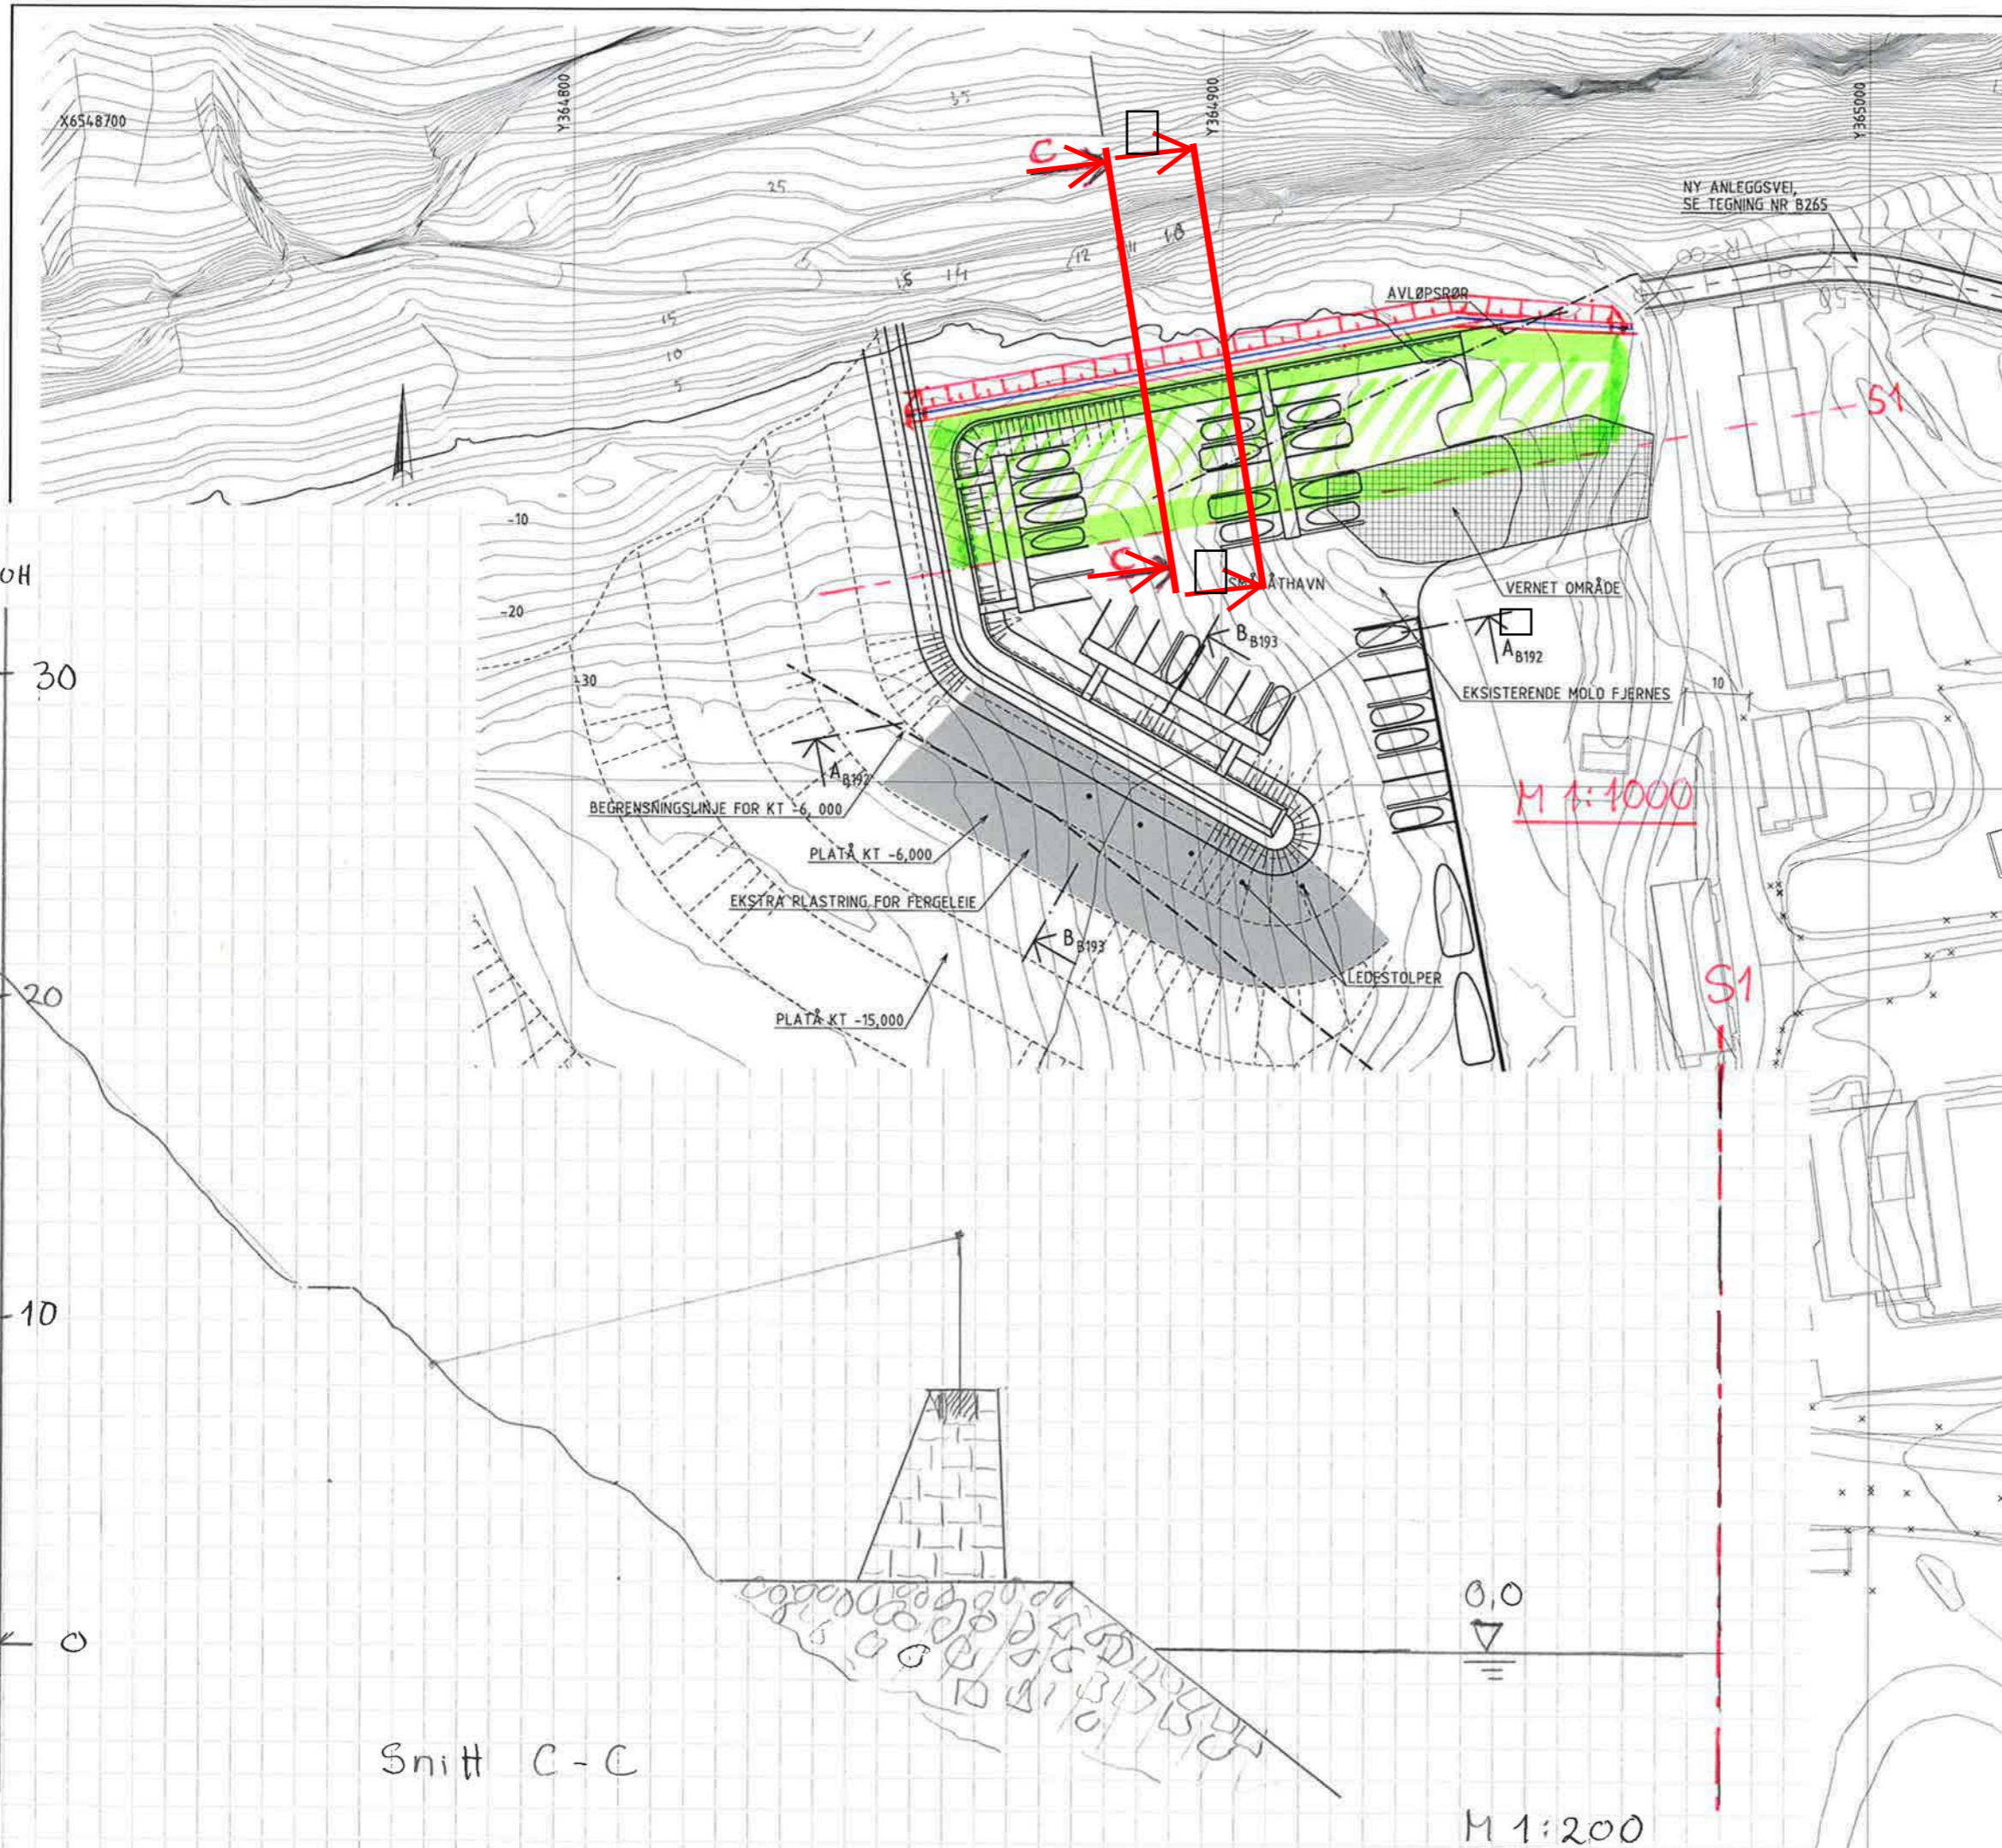 X6548700
Y364800
Y364900
Y365000
35
25
C
NY ANLEGGSVEI,
SE TEGNING NR B265
12
11
10
15
14
15
10
5
AVLØPSRØR
R=∞
R=50
S1
-10
-20
-30
C
VERNET OMRÅDE
B B193
A B192
EKSISTERENDE MOLO FJERNES
10
A B192
BEGRENSNINGSLINJE FOR KT -6,000
M 1:1000
PLATÅ KT -6,000
EKSTRA PLASTRING FOR FERGELEIE
B B193
LEDESTOLPER
PLATÅ KT -15,000
S1
30
20
10
0
0,0
Snitt C-C
M 1:200